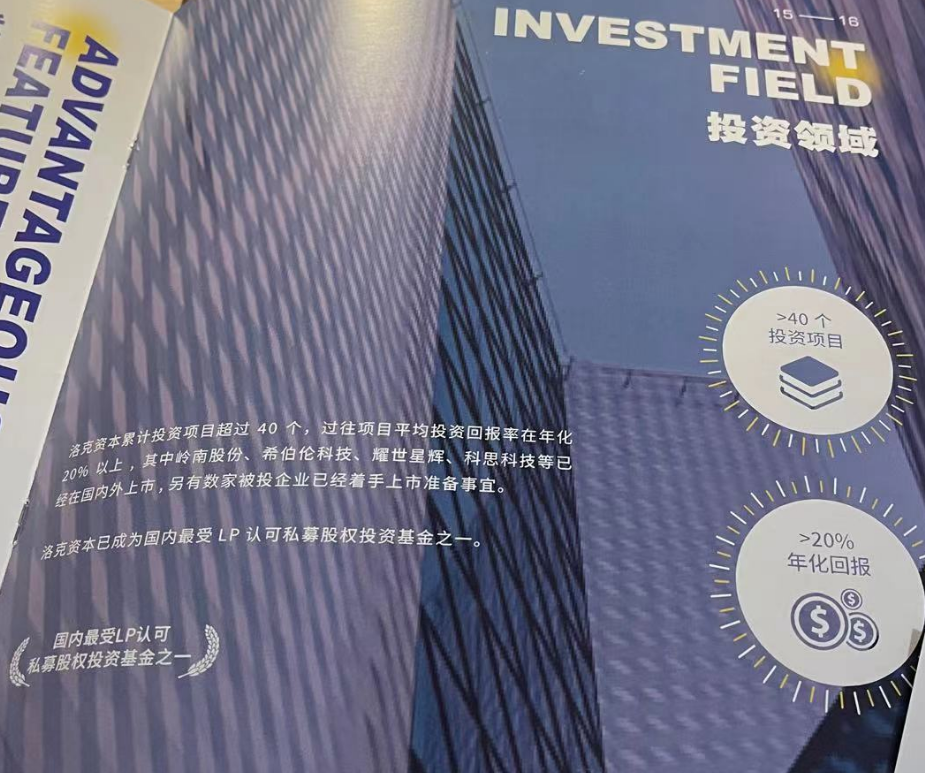 ADVANTAGEOUS
15 — 16
INVESTMENT
FIELD
投资领域
>40 个
投资项目
洛克资本累计投资项目超过 40 个，过往项目平均投资回报率在年化
20% 以上，其中岭南股份、希伯伦科技、耀世星辉、科思科技等已
经在国内外上市，另有数家被投企业已经着手上市准备事宜。
洛克资本已成为国内最受 LP 认可私募股权投资基金之一。
>20%
年化回报
国内最受LP认可
私募股权投资基金之一